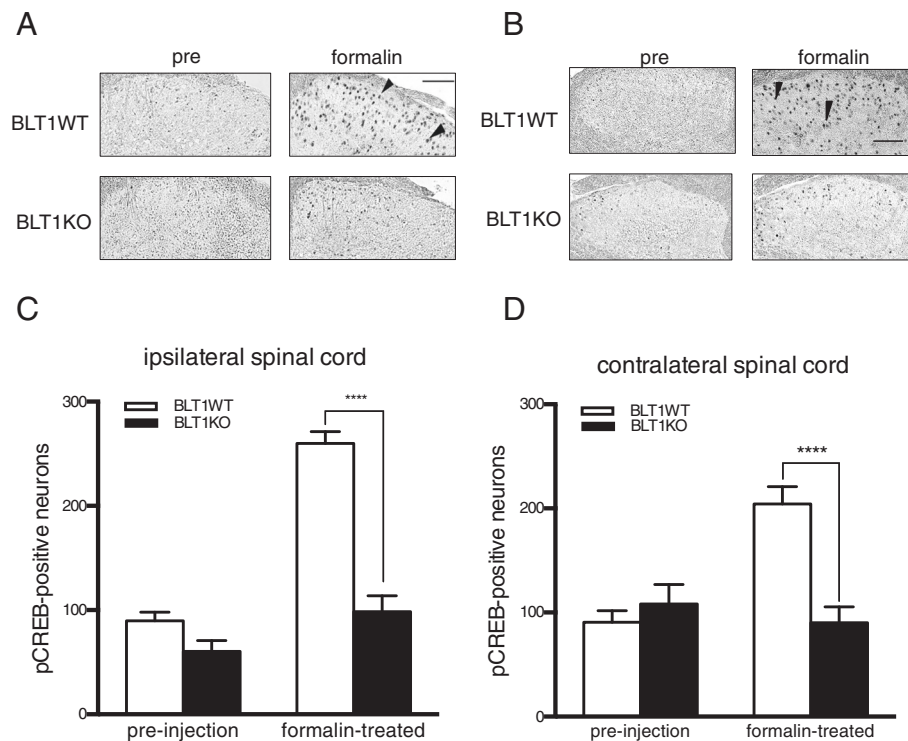 A
pre
formalin
BLT1WT
BLT1KO
B
pre
formalin
BLT1WT
BLT1KO
C
ipsilateral spinal cord
BLT1WT
BLT1KO
****
pCREB-positive neurons
300
200
100
0
pre-injection
formalin-treated
D
contralateral spinal cord
BLT1WT
BLT1KO
****
pCREB-positive neurons
300
200
100
0
pre-injection
formalin-treated